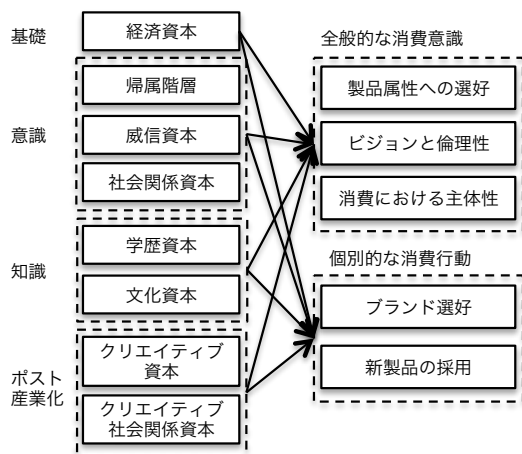 基礎
経済資本
意識
帰属階層
威信資本
社会関係資本
知識
学歴資本
文化資本
ポスト
産業化
クリエイティブ
資本
クリエイティブ
社会関係資本
全般的な消費意識
製品属性への選好
ビジョンと倫理性
消費における主体性
個別的な消費行動
ブランド選好
新製品の採用